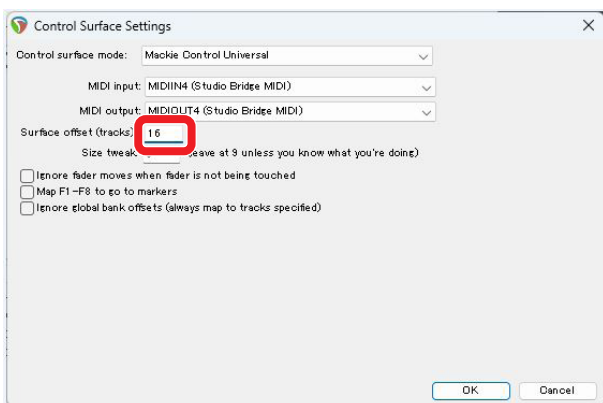 Control Surface Settings
Control surface mode: Mackie Control Universal
MIDI input: MIDIIN4 (Studio Bridge MIDI)
MIDI output: MIDIOUT4 (Studio Bridge MIDI)
Surface offset (tracks) 16
Size tweak eave at 9 unless you know what you're doing)
Ignore fader moves when fader is not being touched
Map F1-F8 to go to markers
Ignore global bank offsets (always map to tracks specified)
OK Cancel